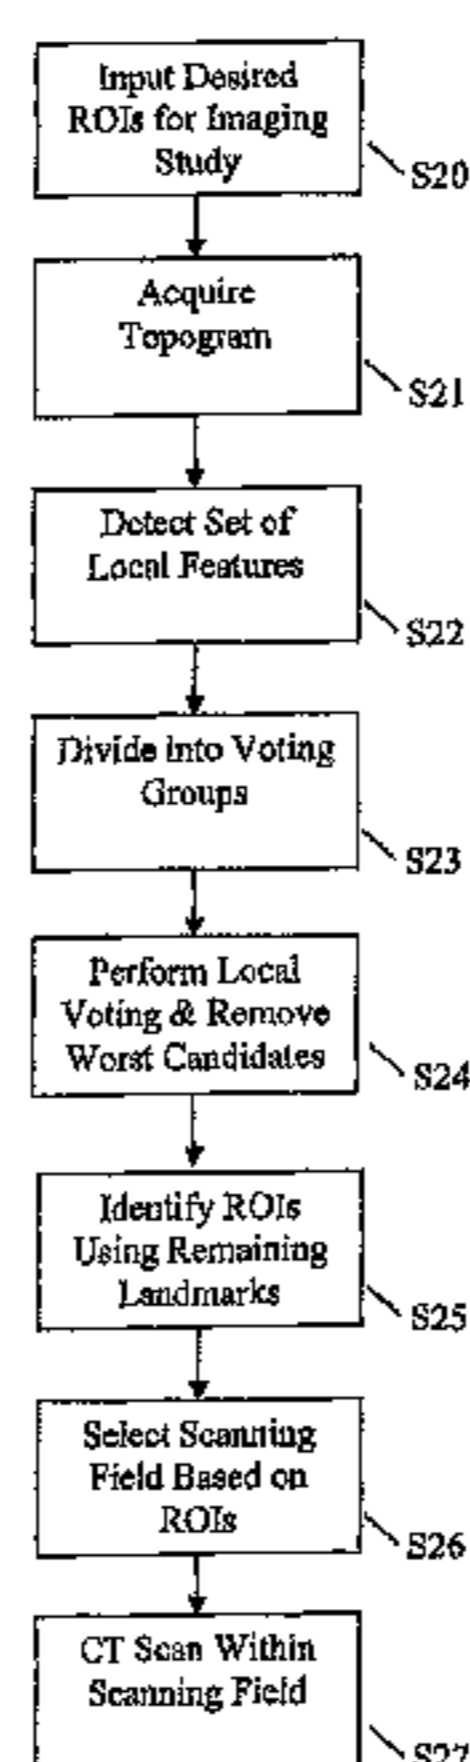 Input Desired
ROIs for Imaging
Study
S20
Acquire
Topogram
S21
Detect Set of
Local Features
S22
Divide into Voting
Groups
S23
Perform Local
Voting & Remove
Worst Candidates
S24
Identify ROIs
Using Remaining
Landmarks
S25
Select Scanning
Field Based on
ROIs
S26
CT Scan Within
Scanning Field
S27